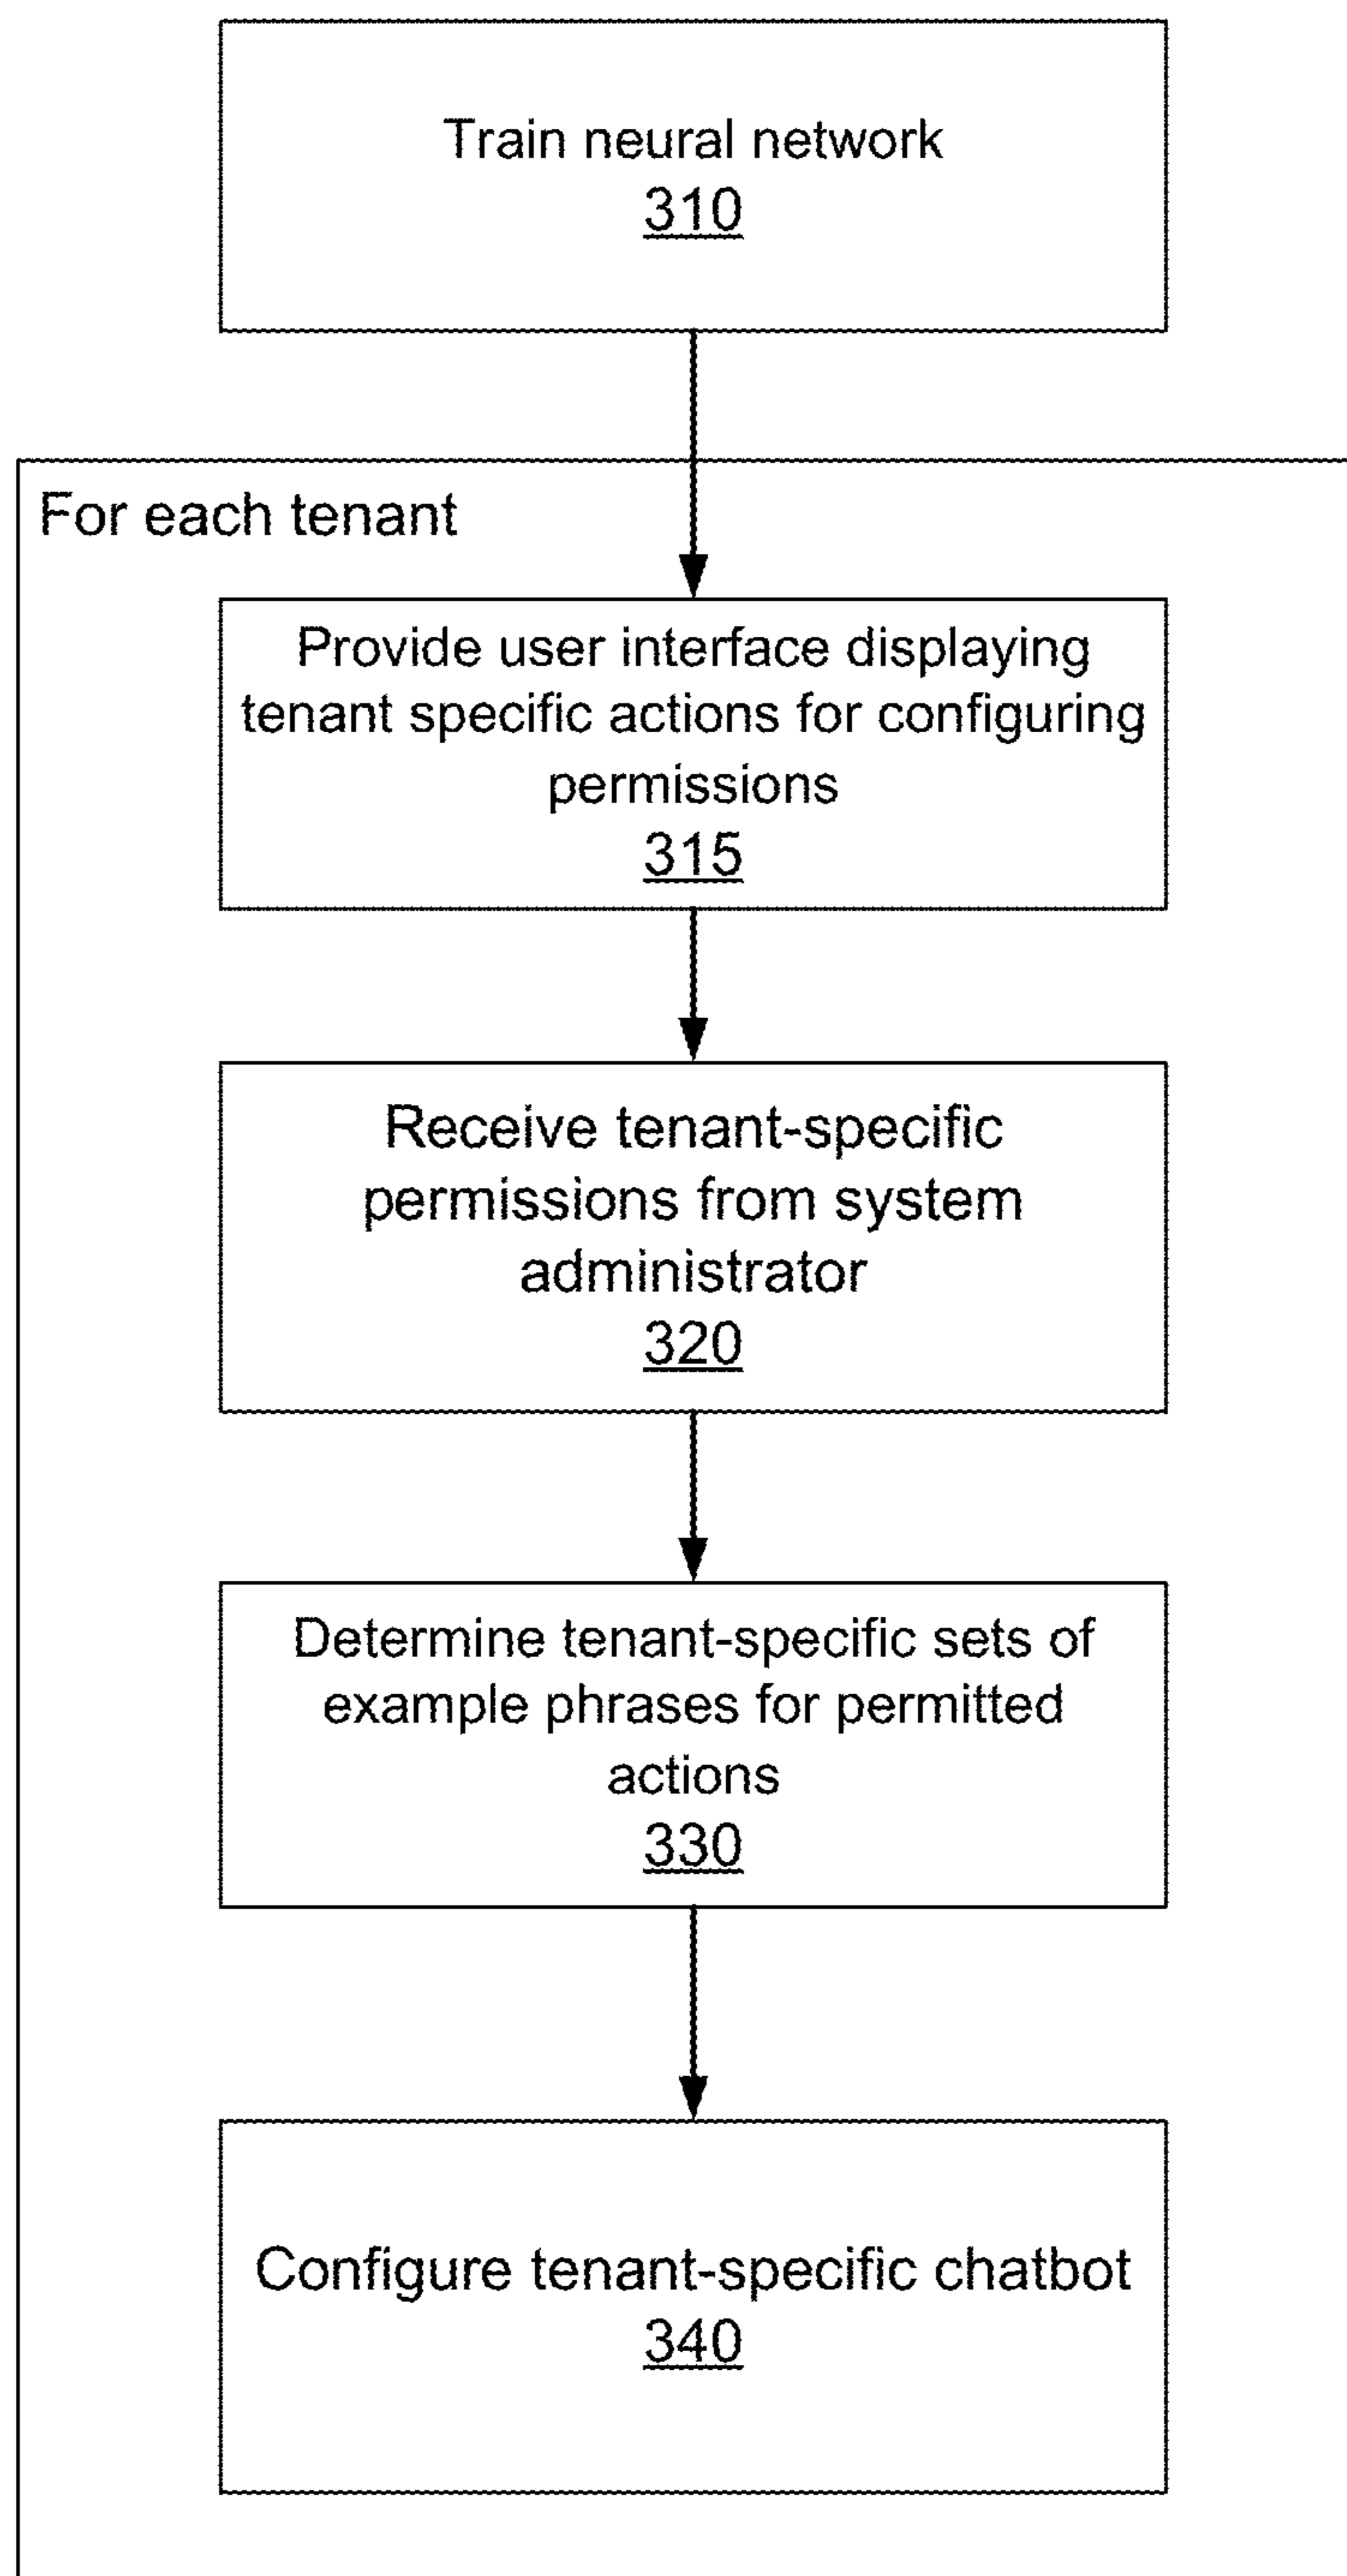 Train neural network
310
For each tenant
Provide user interface displaying
tenant specific actions for configuring
permissions
315
Receive tenant-specific
permissions from system
administrator
320
Determine tenant-specific sets of
example phrases for permitted
actions
330
Configure tenant-specific chatbot
340